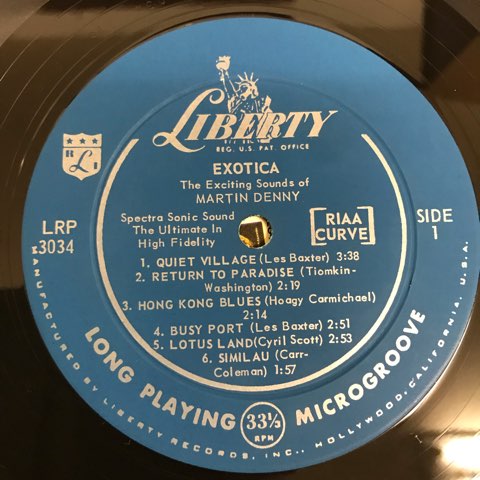 LIBERTY
REG. U.S. PAT. OFFICE
EXOTICA
The Exciting Sounds of
MARTIN DENNY
LRP
3034
Spectra Sonic Sound
The Ultimate In
High Fidelity
RIAA
CURVE
SIDE
1
1. QUIET VILLAGE (Les Baxter) 3:38
2. RETURN TO PARADISE (Tiomkin-
Washington) 2:19
3. HONG KONG BLUES (Hoagy Carmichael)
2:14
4. BUSY PORT (Les Baxter) 2:51
5. LOTUS LAND (Cyril Scott) 2:53
6. SIMILAU (Carr-
Coleman) 1:57
LONG PLAYING 33⅓ RPM MICROGROOVE
MANUFACTURED BY LIBERTY RECORDS, INC., HOLLYWOOD, CALIFORNIA, U.S.A.